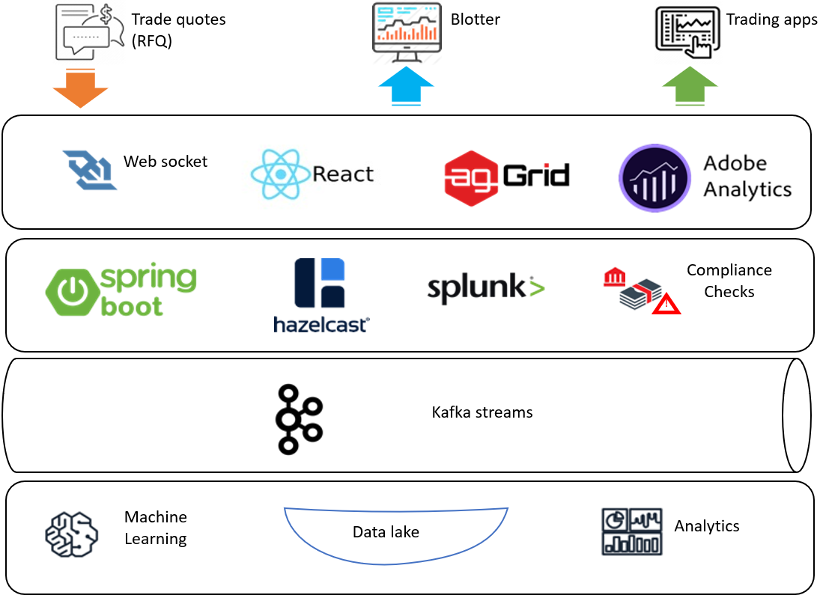 Trade quotes
(RFQ)
Blotter
Trading apps
Web socket
React
ag Grid
Adobe
Analytics
spring
boot
hazelcast
splunk>
Compliance
Checks
Kafka streams
Machine
Learning
Data lake
Analytics